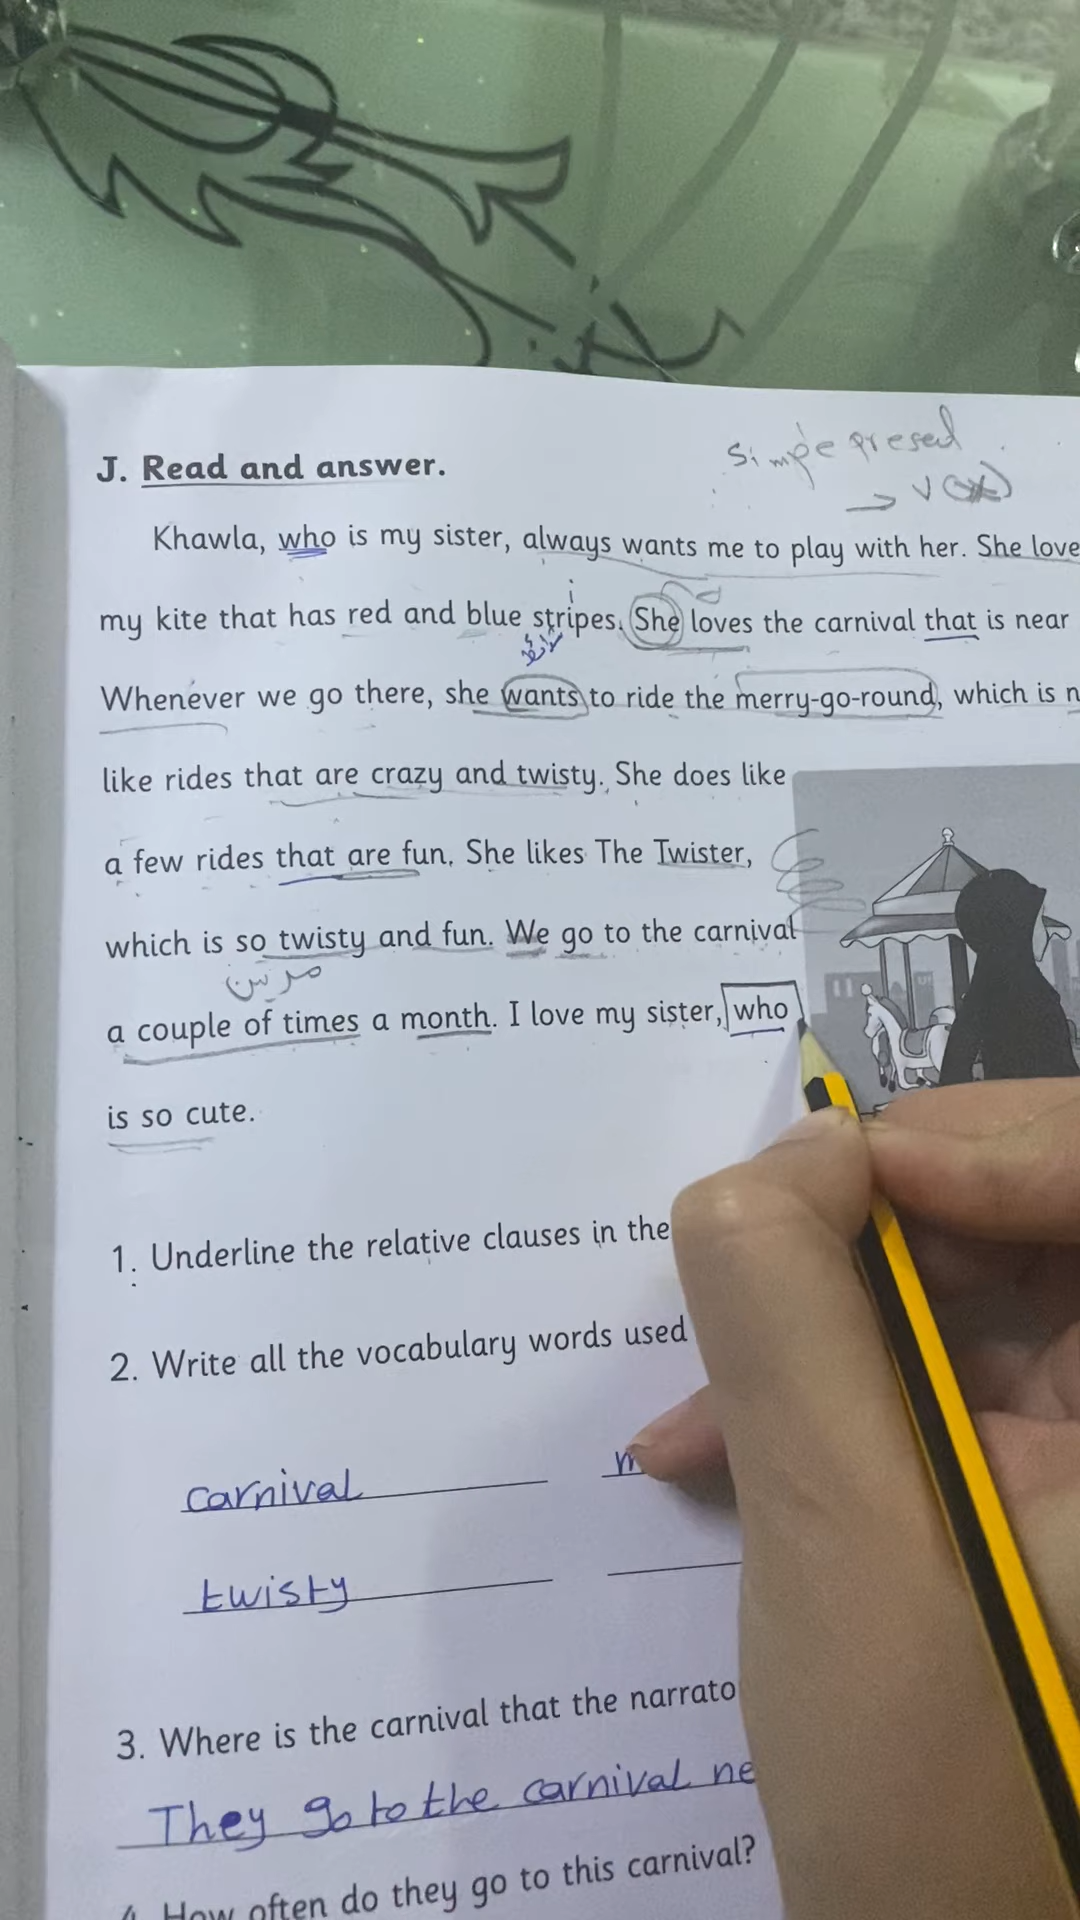 simple present
→ V(s)
J. Read and answer.
Khawla, who is my sister, always wants me to play with her. She love
i
my kite that has red and blue stripes. She loves the carnival that is near
Whenever we go there, she wants to ride the merry-go-round, which is n
like rides that are crazy and twisty. She does like
a few rides that are fun. She likes The Twister,
which is so twisty and fun. We go to the carnival
a couple of times a month. I love my sister, who
is so cute.
1. Underline the relative clauses in the
2. Write all the vocabulary words used
carnival m
twisty
3. Where is the carnival that the narrato
They go to the carnival ne
4. How often do they go to this carnival?